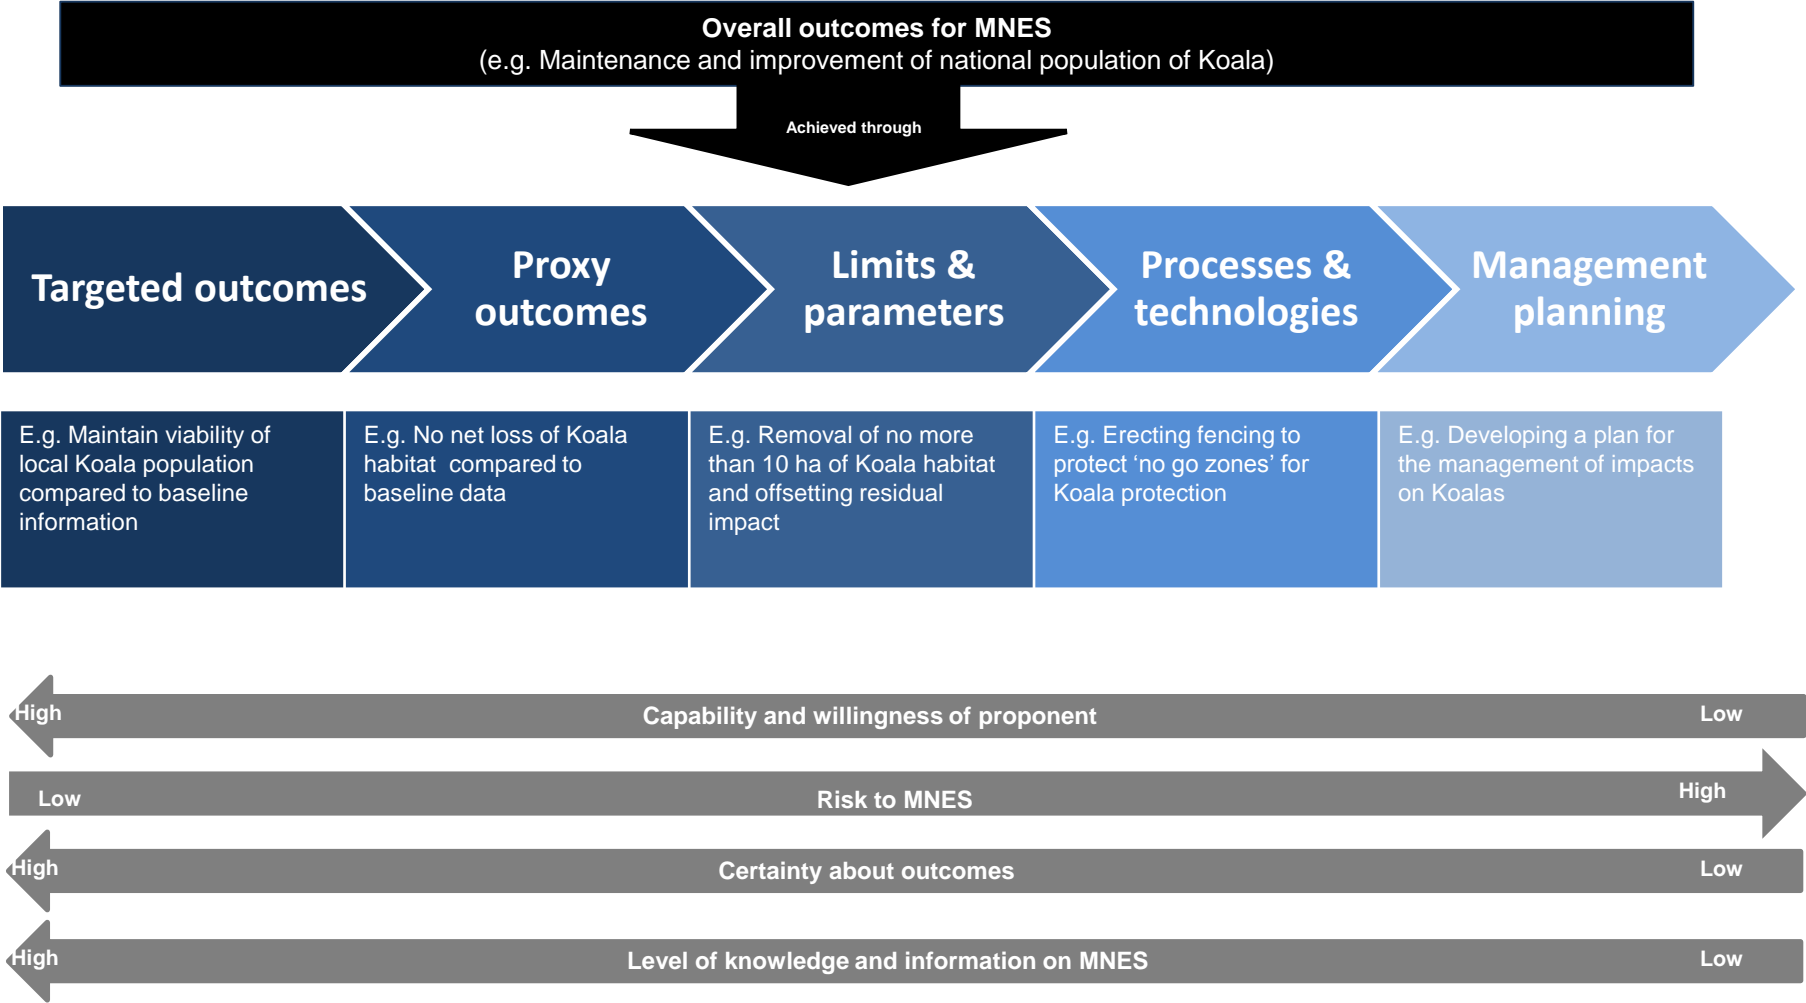 Overall outcomes for MNES
(e.g. Maintenance and improvement of national population of Koala)
Achieved through
Targeted outcomes
Proxy
outcomes
Limits &
parameters
Processes &
technologies
Management
planning
E.g. Maintain viability of
local Koala population
compared to baseline
information
E.g. No net loss of Koala
habitat compared to
baseline data
E.g. Removal of no more
than 10 ha of Koala habitat
and offsetting residual
impact
E.g. Erecting fencing to
protect ‘no go zones’ for
Koala protection
E.g. Developing a plan for
the management of impacts
on Koalas
High Capability and willingness of proponent Low
Low Risk to MNES High
High Certainty about outcomes Low
High Level of knowledge and information on MNES Low